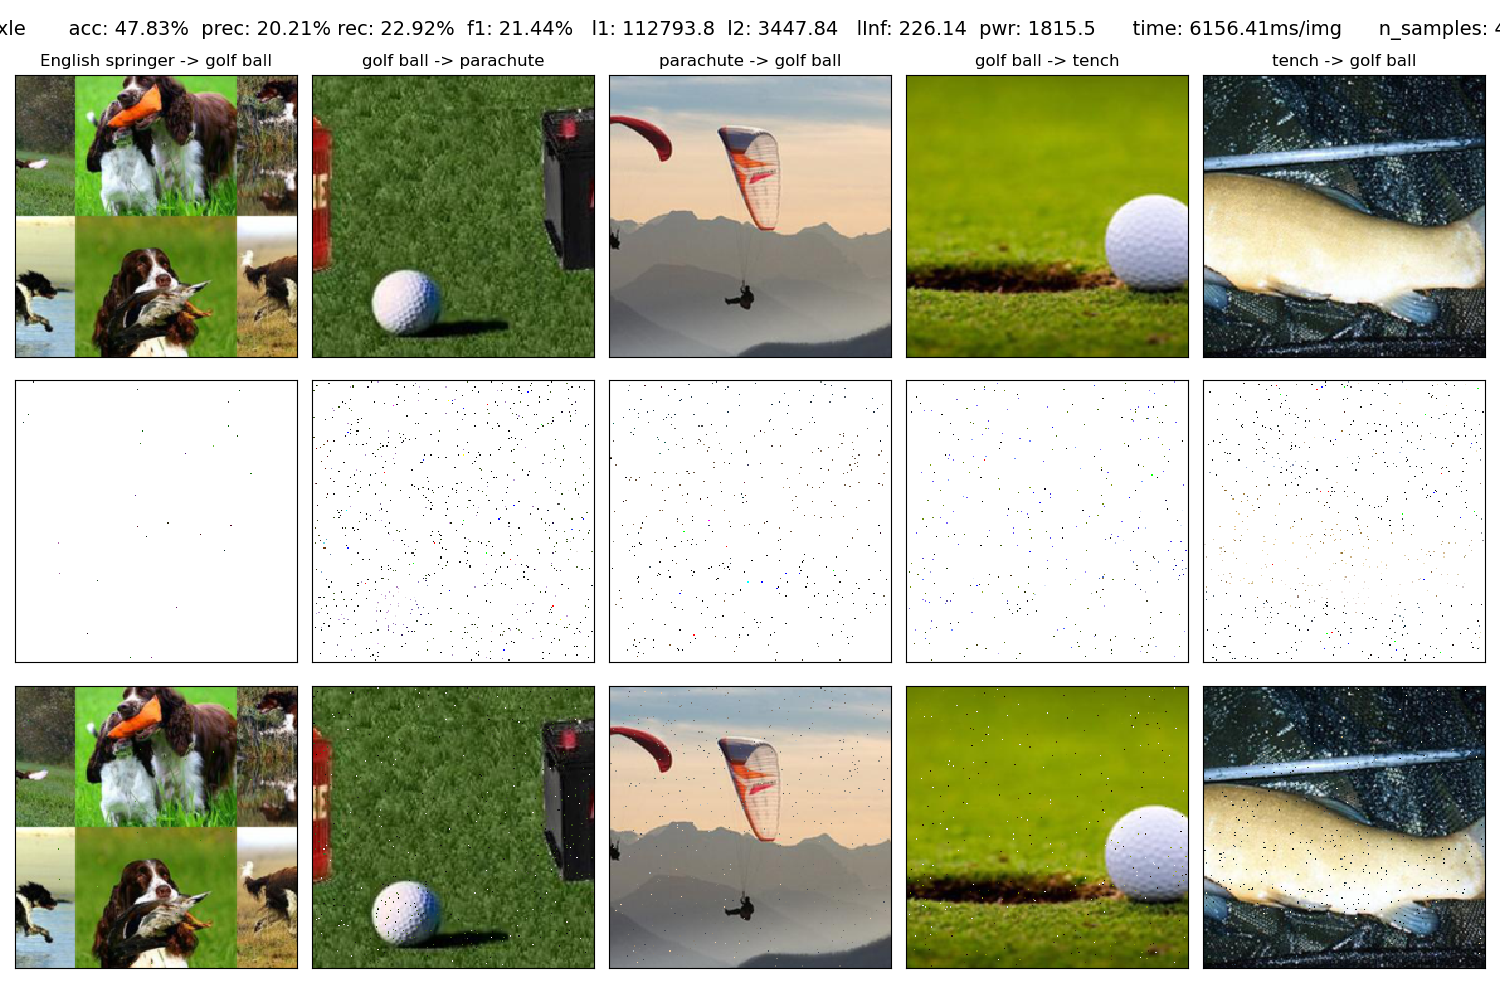 xle acc: 47.83% prec: 20.21% rec: 22.92% f1: 21.44% l1: 112793.8 l2: 3447.84 lInf: 226.14 pwr: 1815.5 time: 6156.41ms/img n_samples: 4
English springer -> golf ball golf ball -> parachute parachute -> golf ball golf ball -> tench tench -> golf ball